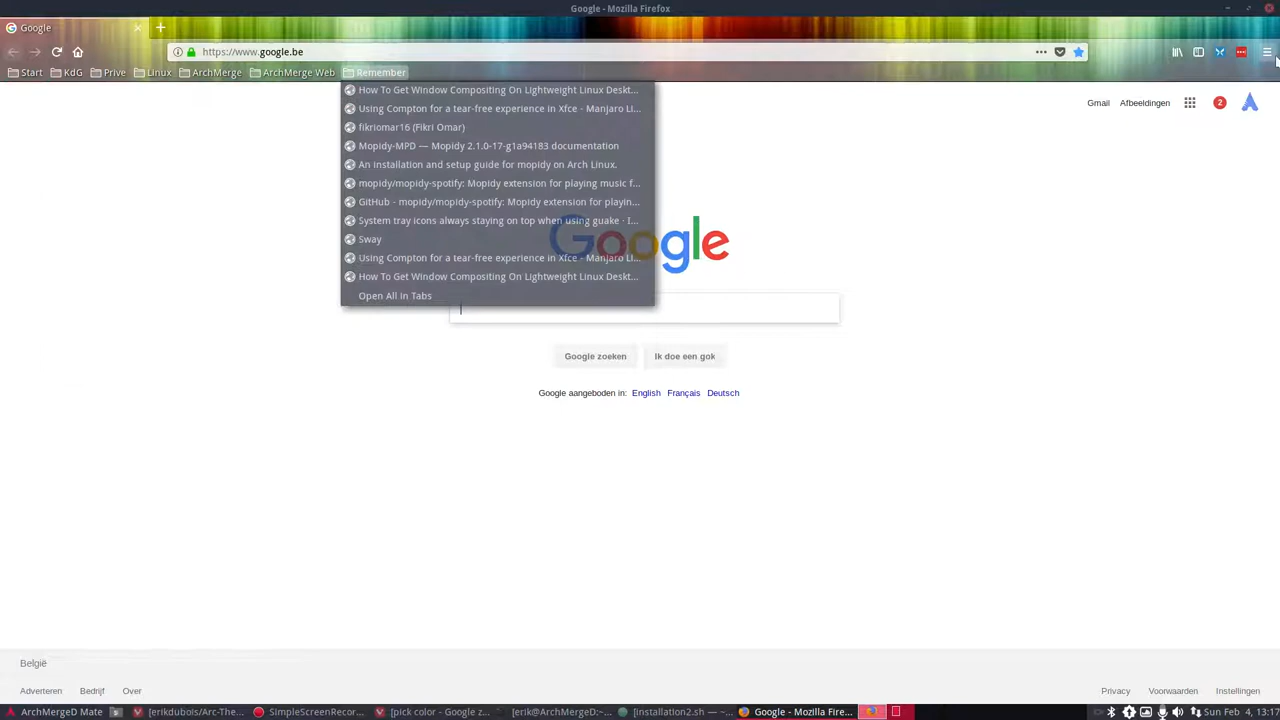 Google - Mozilla Firefox
Google
https://www.google.be
Start KdG Prive Linux ArchMerge ArchMerge Web Remember
How To Get Window Compositing On Lightweight Linux Deskt...
Using Compton for a tear-free experience in Xfce - Manjaro Li...
fikriomar16 (Fikri Omar)
Mopidy-MPD — Mopidy 2.1.0-17-g1a94183 documentation
An installation and setup guide for mopidy on Arch Linux.
mopidy/mopidy-spotify: Mopidy extension for playing music f...
GitHub - mopidy/mopidy-spotify: Mopidy extension for playin...
System tray icons always staying on top when using guake · I...
Sway
Using Compton for a tear-free experience in Xfce - Manjaro Li...
How To Get Window Compositing On Lightweight Linux Deskt...
Open All in Tabs
Gmail Afbeeldingen 2
Google
Google zoeken Ik doe een gok
Google aangeboden in: English Français Deutsch
België
Adverteren Bedrijf Over
Privacy Voorwaarden Instellingen
ArchMergeD Mate [erikdubois/Arc-The... SimpleScreenRecor... [pick color - Google z... [erik@ArchMergeD:~... [installation2.sh — ~... Google - Mozilla Fire... Sun Feb 4, 13:17